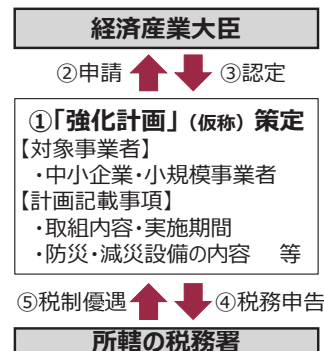 経済産業大臣
②申請 ③認定
①「強化計画」（仮称）策定
【対象事業者】
・中小企業・小規模事業者
【計画記載事項】
・取組内容・実施期間
・防災・減災設備の内容　等
⑤税制優遇 ④税務申告
所轄の税務署